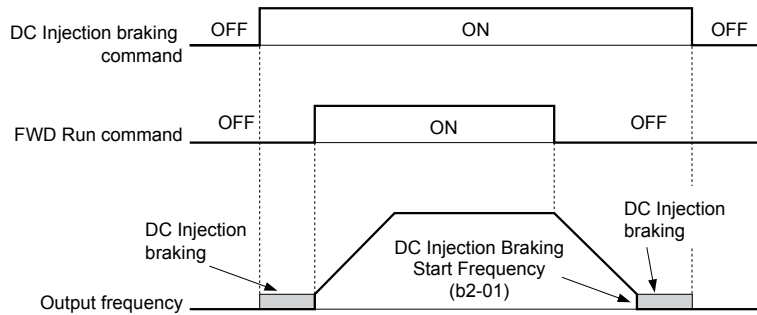 DC Injection braking
command
OFF
ON
OFF
FWD Run command
OFF
ON
OFF
DC Injection
braking
DC Injection Braking
Start Frequency
(b2-01)
DC Injection
braking
Output frequency